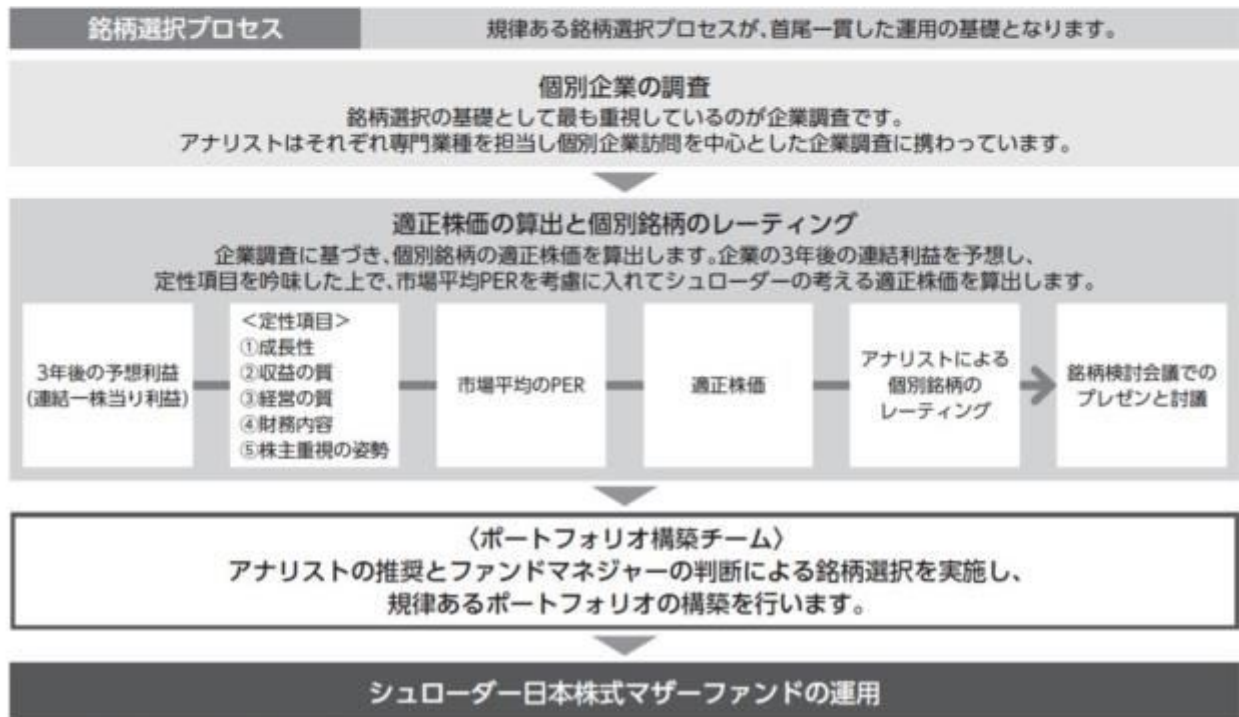 銘柄選択プロセス
規律ある銘柄選択プロセスが、首尾一貫した運用の基礎となります。
個別企業の調査
銘柄選択の基礎として最も重視しているのが企業調査です。
アナリストはそれぞれ専門業種を担当し個別企業訪問を中心とした企業調査に携わっています。
適正株価の算出と個別銘柄のレーティング
企業調査に基づき、個別銘柄の適正株価を算出します。企業の3年後の連結利益を予想し、
定性項目を吟味した上で、市場平均PERを考慮に入れてシュローダーの考える適正株価を算出します。
3年後の予想利益
(連結一株当り利益)
＜定性項目＞
①成長性
②収益の質
③経営の質
④財務内容
⑤株主重視の姿勢
市場平均のPER
適正株価
アナリストによる
個別銘柄の
レーティング
銘柄検討会議での
プレゼンと討議
〈ポートフォリオ構築チーム〉
アナリストの推奨とファンドマネジャーの判断による銘柄選択を実施し、
規律あるポートフォリオの構築を行います。
シュローダー日本株式マザーファンドの運用